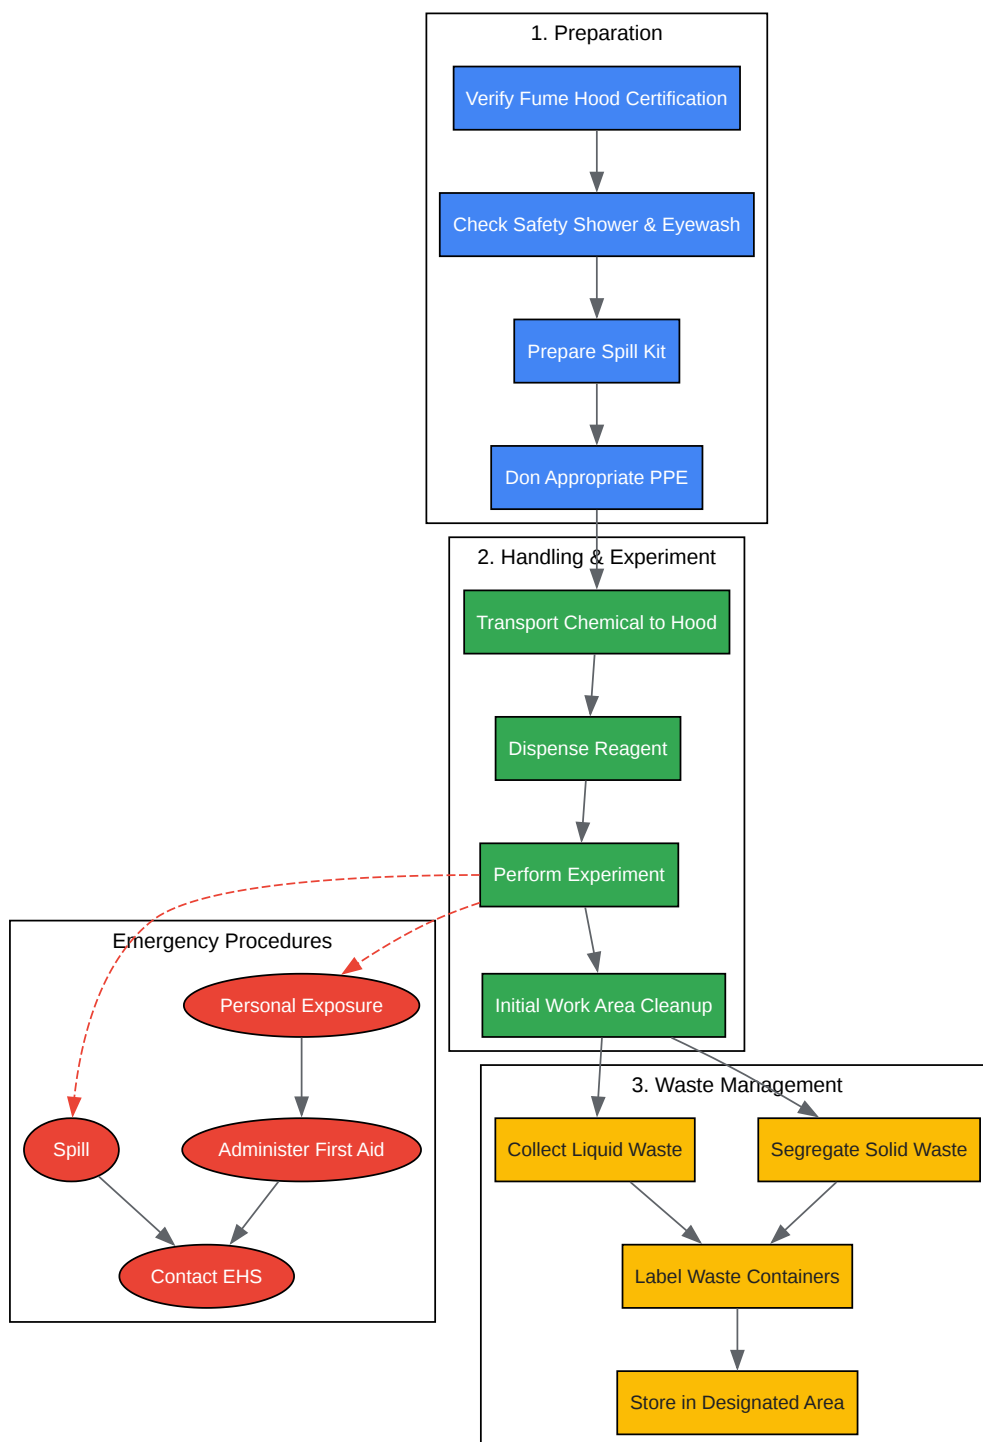 1. Preparation
Verify Fume Hood Certification
Check Safety Shower & Eyewash
Prepare Spill Kit
Don Appropriate PPE
2. Handling & Experiment
Transport Chemical to Hood
Dispense Reagent
Perform Experiment
Initial Work Area Cleanup
Emergency Procedures
Personal Exposure
Spill
Administer First Aid
Contact EHS
3. Waste Management
Collect Liquid Waste
Segregate Solid Waste
Label Waste Containers
Store in Designated Area